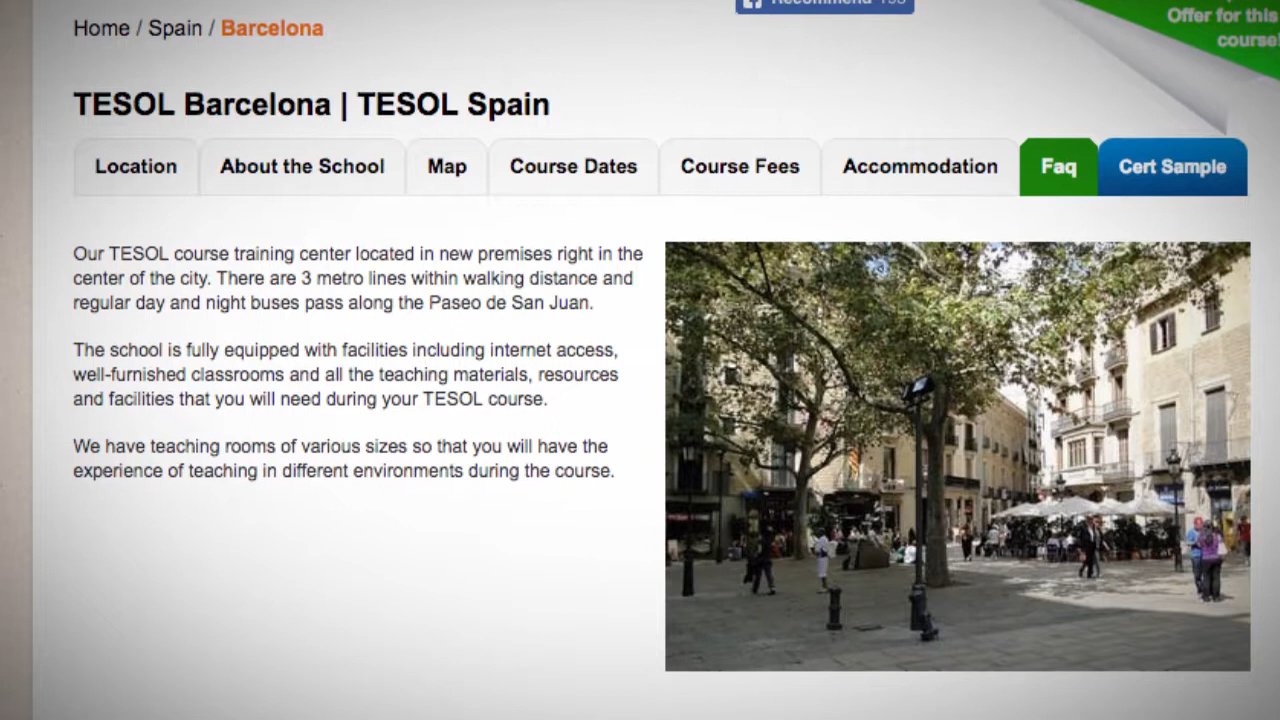 Recommend 193
Offer for this
course!
Home / Spain / Barcelona
TESOL Barcelona | TESOL Spain
Location
About the School
Map
Course Dates
Course Fees
Accommodation
Faq
Cert Sample
Our TESOL course training center located in new premises right in the
center of the city. There are 3 metro lines within walking distance and
regular day and night buses pass along the Paseo de San Juan.
The school is fully equipped with facilities including internet access,
well-furnished classrooms and all the teaching materials, resources
and facilities that you will need during your TESOL course.
We have teaching rooms of various sizes so that you will have the
experience of teaching in different environments during the course.